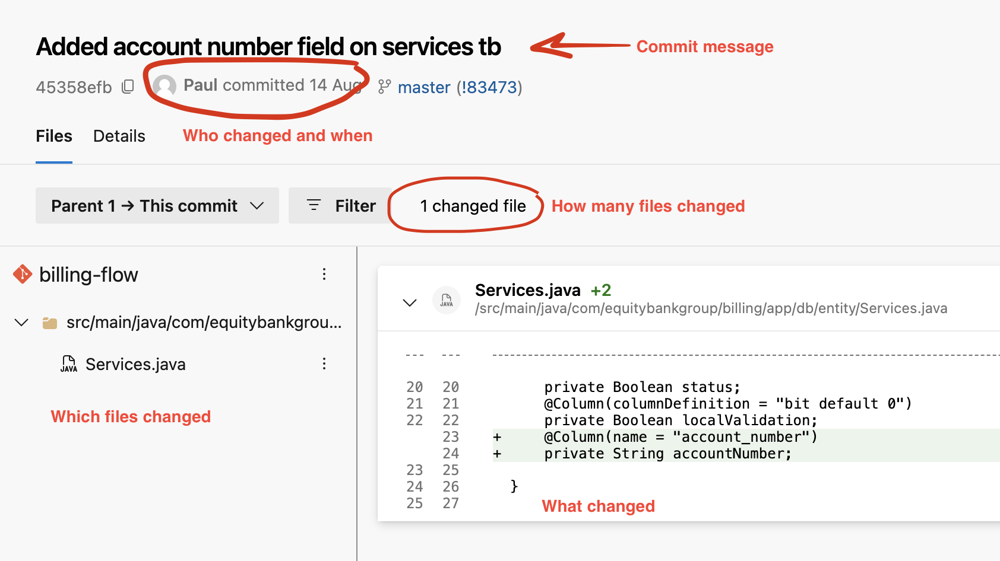 Added account number field on services tb
Commit message
45358efb Paul committed 14 Aug master (!83473)
Files Details Who changed and when
Parent 1 → This commit Filter 1 changed file How many files changed
billing-flow
src/main/java/com/equitybankgrou...
JAVA Services.java
Which files changed
JAVA Services.java +2
/src/main/java/com/equitybankgroup/billing/app/db/entity/Services.java
--- --- ------------------------------------------------------------
20 20 private Boolean status;
21 21 @Column(columnDefinition = "bit default 0")
22 22 private Boolean localValidation;
23 + @Column(name = "account_number")
24 + private String accountNumber;
23 25
24 26 }
25 27
What changed